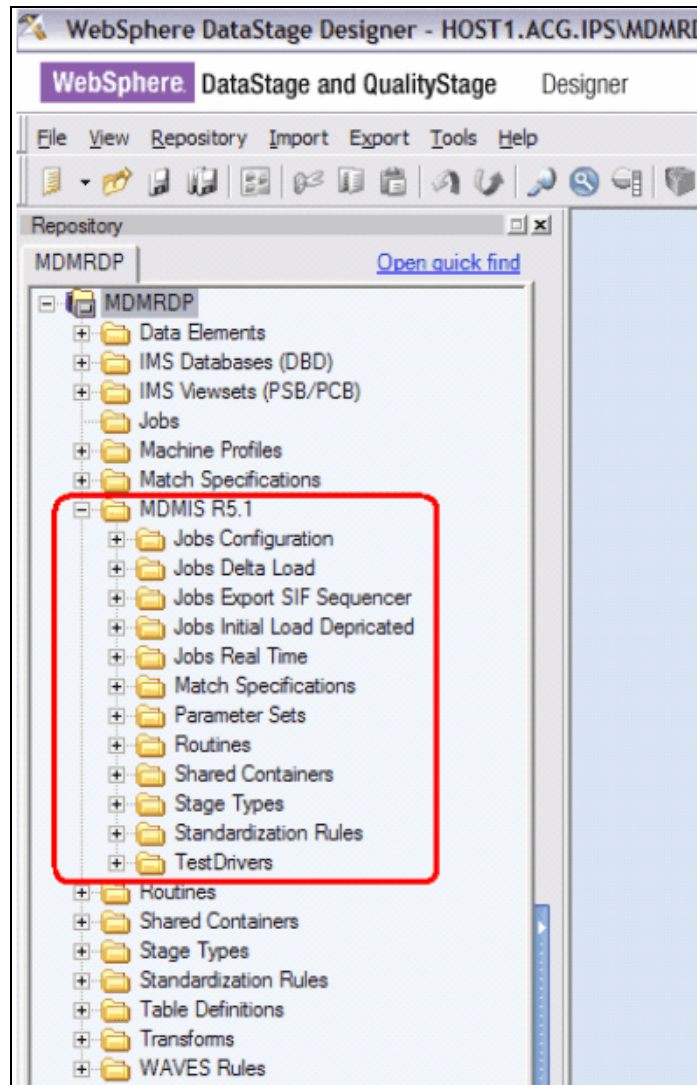 WebSphere DataStage Designer - HOST1.ACG.IPS\MDMRD
WebSphere. DataStage and QualityStage Designer
File View Repository Import Export Tools Help
Repository
MDMRDP Open quick find
MDMRDP
Data Elements
IMS Databases (DBD)
IMS Viewsets (PSB/PCB)
Jobs
Machine Profiles
Match Specifications
MDMIS R5.1
Jobs Configuration
Jobs Delta Load
Jobs Export SIF Sequencer
Jobs Initial Load Depricated
Jobs Real Time
Match Specifications
Parameter Sets
Routines
Shared Containers
Stage Types
Standardization Rules
TestDrivers
Routines
Shared Containers
Stage Types
Standardization Rules
Table Definitions
Transforms
WAVES Rules